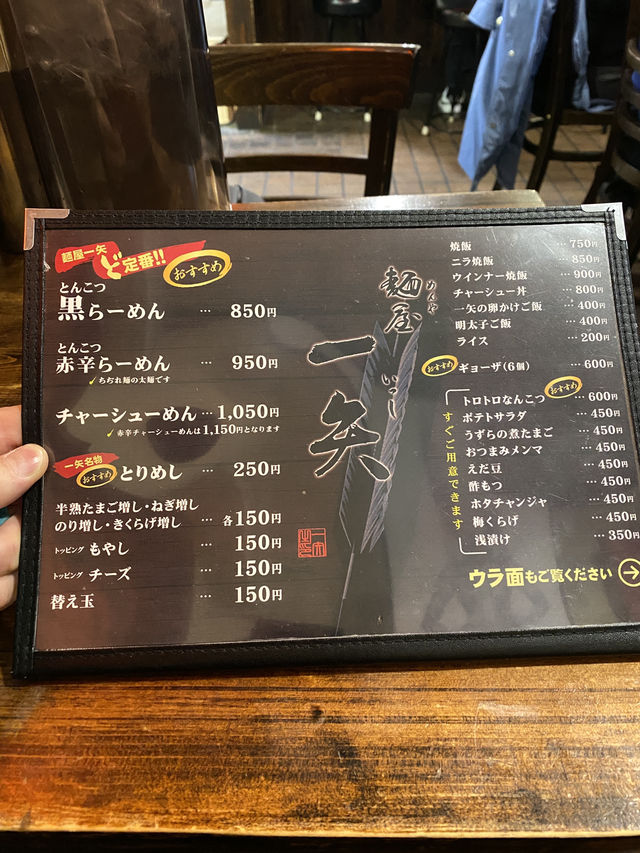 麺屋一矢
ど定番!!
おすすめ
とんこつ
黒らーめん … 850円
とんこつ
赤辛らーめん … 950円
✓ちぢれ麺の太麺です
チャーシューめん … 1,050円
✓赤辛チャーシューめんは1,150円となります
一矢名物
おすすめ
とりめし … 250円
半熟たまご増し・ねぎ増し
のり増し・きくらげ増し … 各150円
トッピング もやし … 150円
トッピング チーズ … 150円
替え玉 … 150円
めんや
麺屋
いっし
一矢
焼飯 … 750円
ニラ焼飯 … 850円
ウインナー焼飯 … 900円
チャーシュー丼 … 800円
一矢の卵かけご飯 … 400円
明太子ご飯 … 400円
ライス … 200円
おすすめ
ギョーザ(6個) … 600円
おすすめ
すぐご用意できます
トロトロなんこつ … 600円
ポテトサラダ … 450円
うずらの煮たまご … 450円
おつまみメンマ … 450円
えだ豆 … 450円
酢もつ … 450円
ホタチャンジャ … 450円
梅くらげ … 450円
浅漬け … 350円
ウラ面もご覧ください